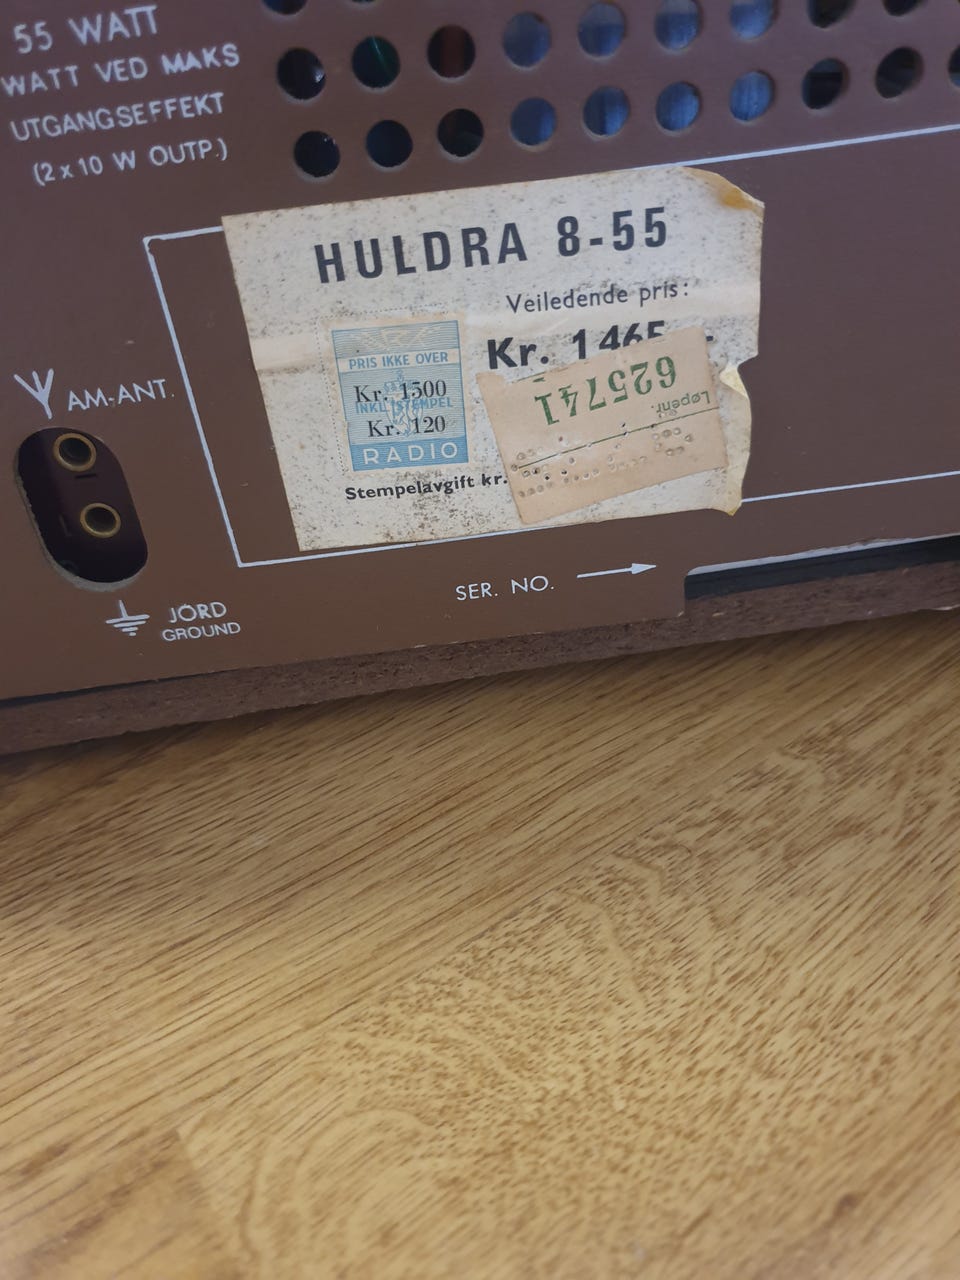 55 WATT
WATT VED MAKS
UTGANGSEFFEKT
(2 x 10 W OUTP.)
HULDRA 8-55
Veiledende pris:
Kr. 1465,-
PRIS IKKE OVER
Kr. 1500
INKL. STEMPEL
Kr. 120
RADIO
Stempelavgift kr.
Løpenr.
625741
AM-ANT.
SER. NO.
JORD
GROUND